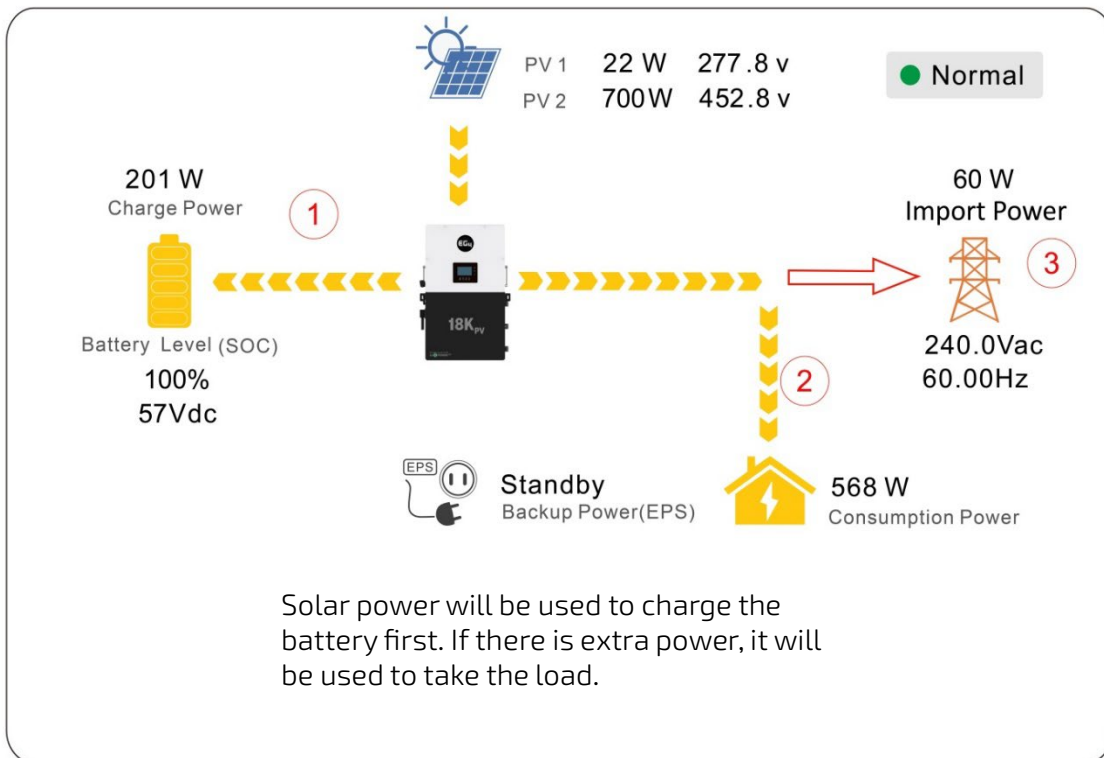 PV 1 22 W 277.8 v
PV 2 700W 452.8 v
Normal
201 W
Charge Power
1
60 W
Import Power
3
EG4
18KPV
Battery Level (SOC)
100%
57Vdc
240.0Vac
60.00Hz
2
EPS
Standby
Backup Power(EPS)
568 W
Consumption Power
Solar power will be used to charge the
battery first. If there is extra power, it will
be used to take the load.